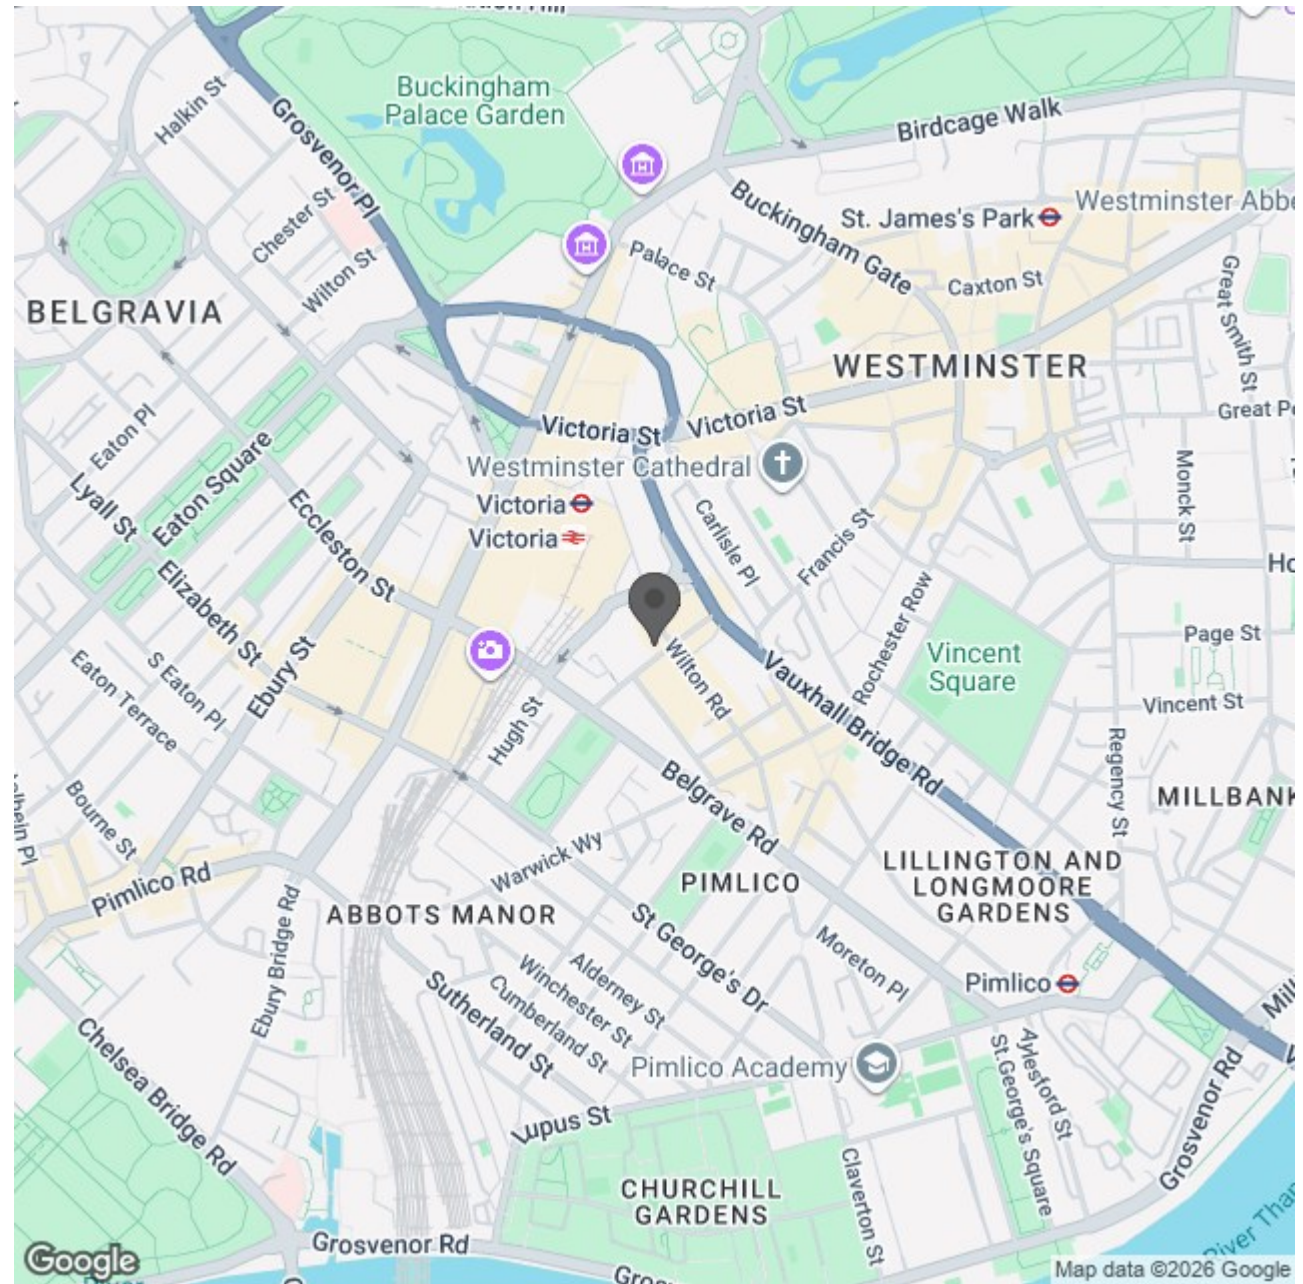 Buckingham
Palace Garden
Halkin St
Grosvenor Pl
Birdcage Walk
Chester St
Buckingham Gate
St. James's Park
Westminster Abbe
Wilton St
Palace St
Caxton St
Great Smith St
BELGRAVIA
WESTMINSTER
Eaton Pl
Victoria St
Victoria St
Great Pe
Eaton Square
Westminster Cathedral
Monck St
Lyall St
Eccleston St
Victoria
Victoria
Carlisle Pl
Francis St
Ho
Elizabeth St
Rochester Row
Page St
Ebury St
S Eaton Pl
Eaton Terrace
Wilton Rd
Vauxhall Bridge Rd
Vincent
Square
Vincent St
Hugh St
Regency St
Bourne St
Belgrave Rd
MILLBANK
Pimlico Rd
Warwick Wy
PIMLICO
LILLINGTON AND
LONGMOORE
GARDENS
ABBOTS MANOR
Ebury Bridge Rd
St George's Dr
Moreton Pl
Alderney St
Winchester St
Cumberland St
Sutherland St
Pimlico
Chelsea Bridge Rd
Pimlico Academy
Aylesford St
St.George's Square
Grosvenor Rd
Lupus St
Claverton St
CHURCHILL
GARDENS
Grosvenor Rd
River Than
Google
Map data ©2026 Google